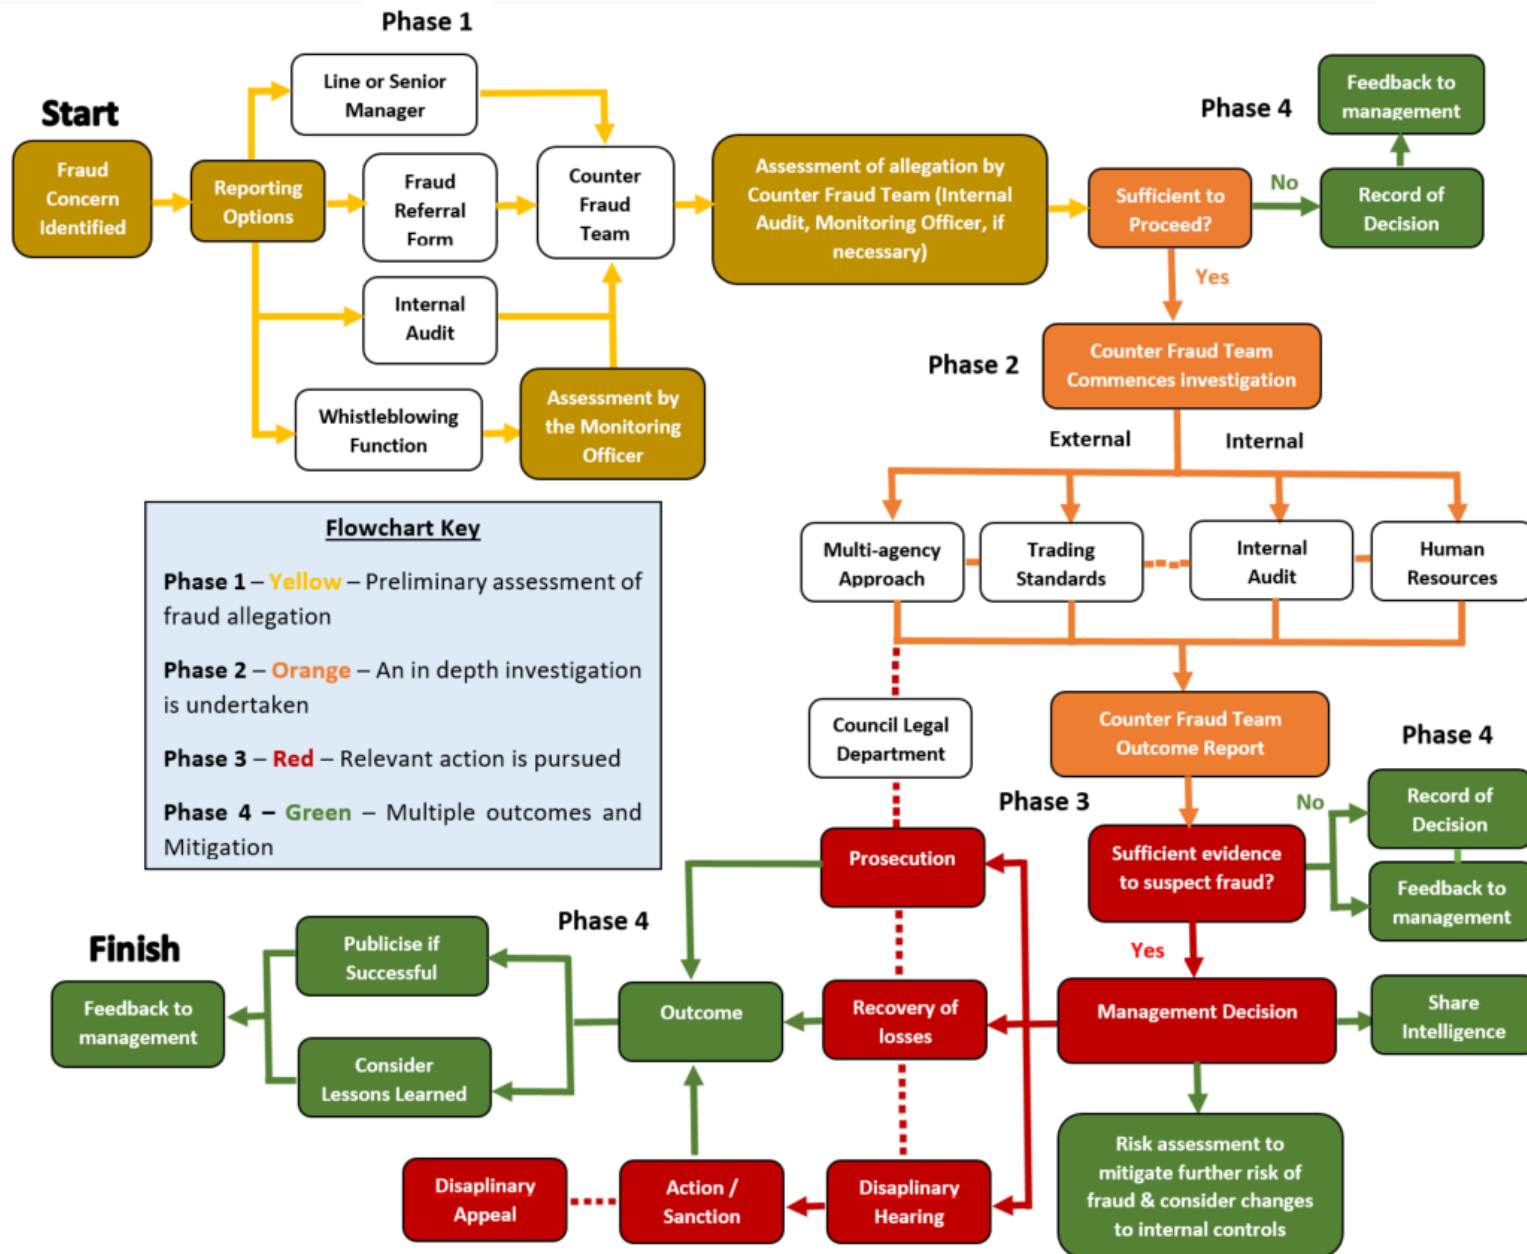 Phase 1
Start
Fraud
Concern
Identified
Reporting
Options
Line or Senior
Manager
Fraud
Referral
Form
Internal
Audit
Whistleblowing
Function
Counter
Fraud
Team
Assessment by
the Monitoring
Officer
Assessment of allegation by
Counter Fraud Team (Internal
Audit, Monitoring Officer, if
necessary)
Sufficient to
Proceed?
No
Yes
Phase 4
Feedback to
management
Record of
Decision
Phase 2
Counter Fraud Team
Commences investigation
External
Internal
Multi-agency
Approach
Trading
Standards
Internal
Audit
Human
Resources
Flowchart Key
Phase 1 – Yellow – Preliminary assessment of
fraud allegation
Phase 2 – Orange – An in depth investigation
is undertaken
Phase 3 – Red – Relevant action is pursued
Phase 4 – Green – Multiple outcomes and
Mitigation
Council Legal
Department
Counter Fraud Team
Outcome Report
Phase 4
Phase 3
No
Record of
Decision
Feedback to
management
Sufficient evidence
to suspect fraud?
Yes
Prosecution
Management Decision
Share
Intelligence
Risk assessment to
mitigate further risk of
fraud & consider changes
to internal controls
Recovery of
losses
Disaplinary
Hearing
Action /
Sanction
Disaplinary
Appeal
Phase 4
Outcome
Publicise if
Successful
Consider
Lessons Learned
Finish
Feedback to
management